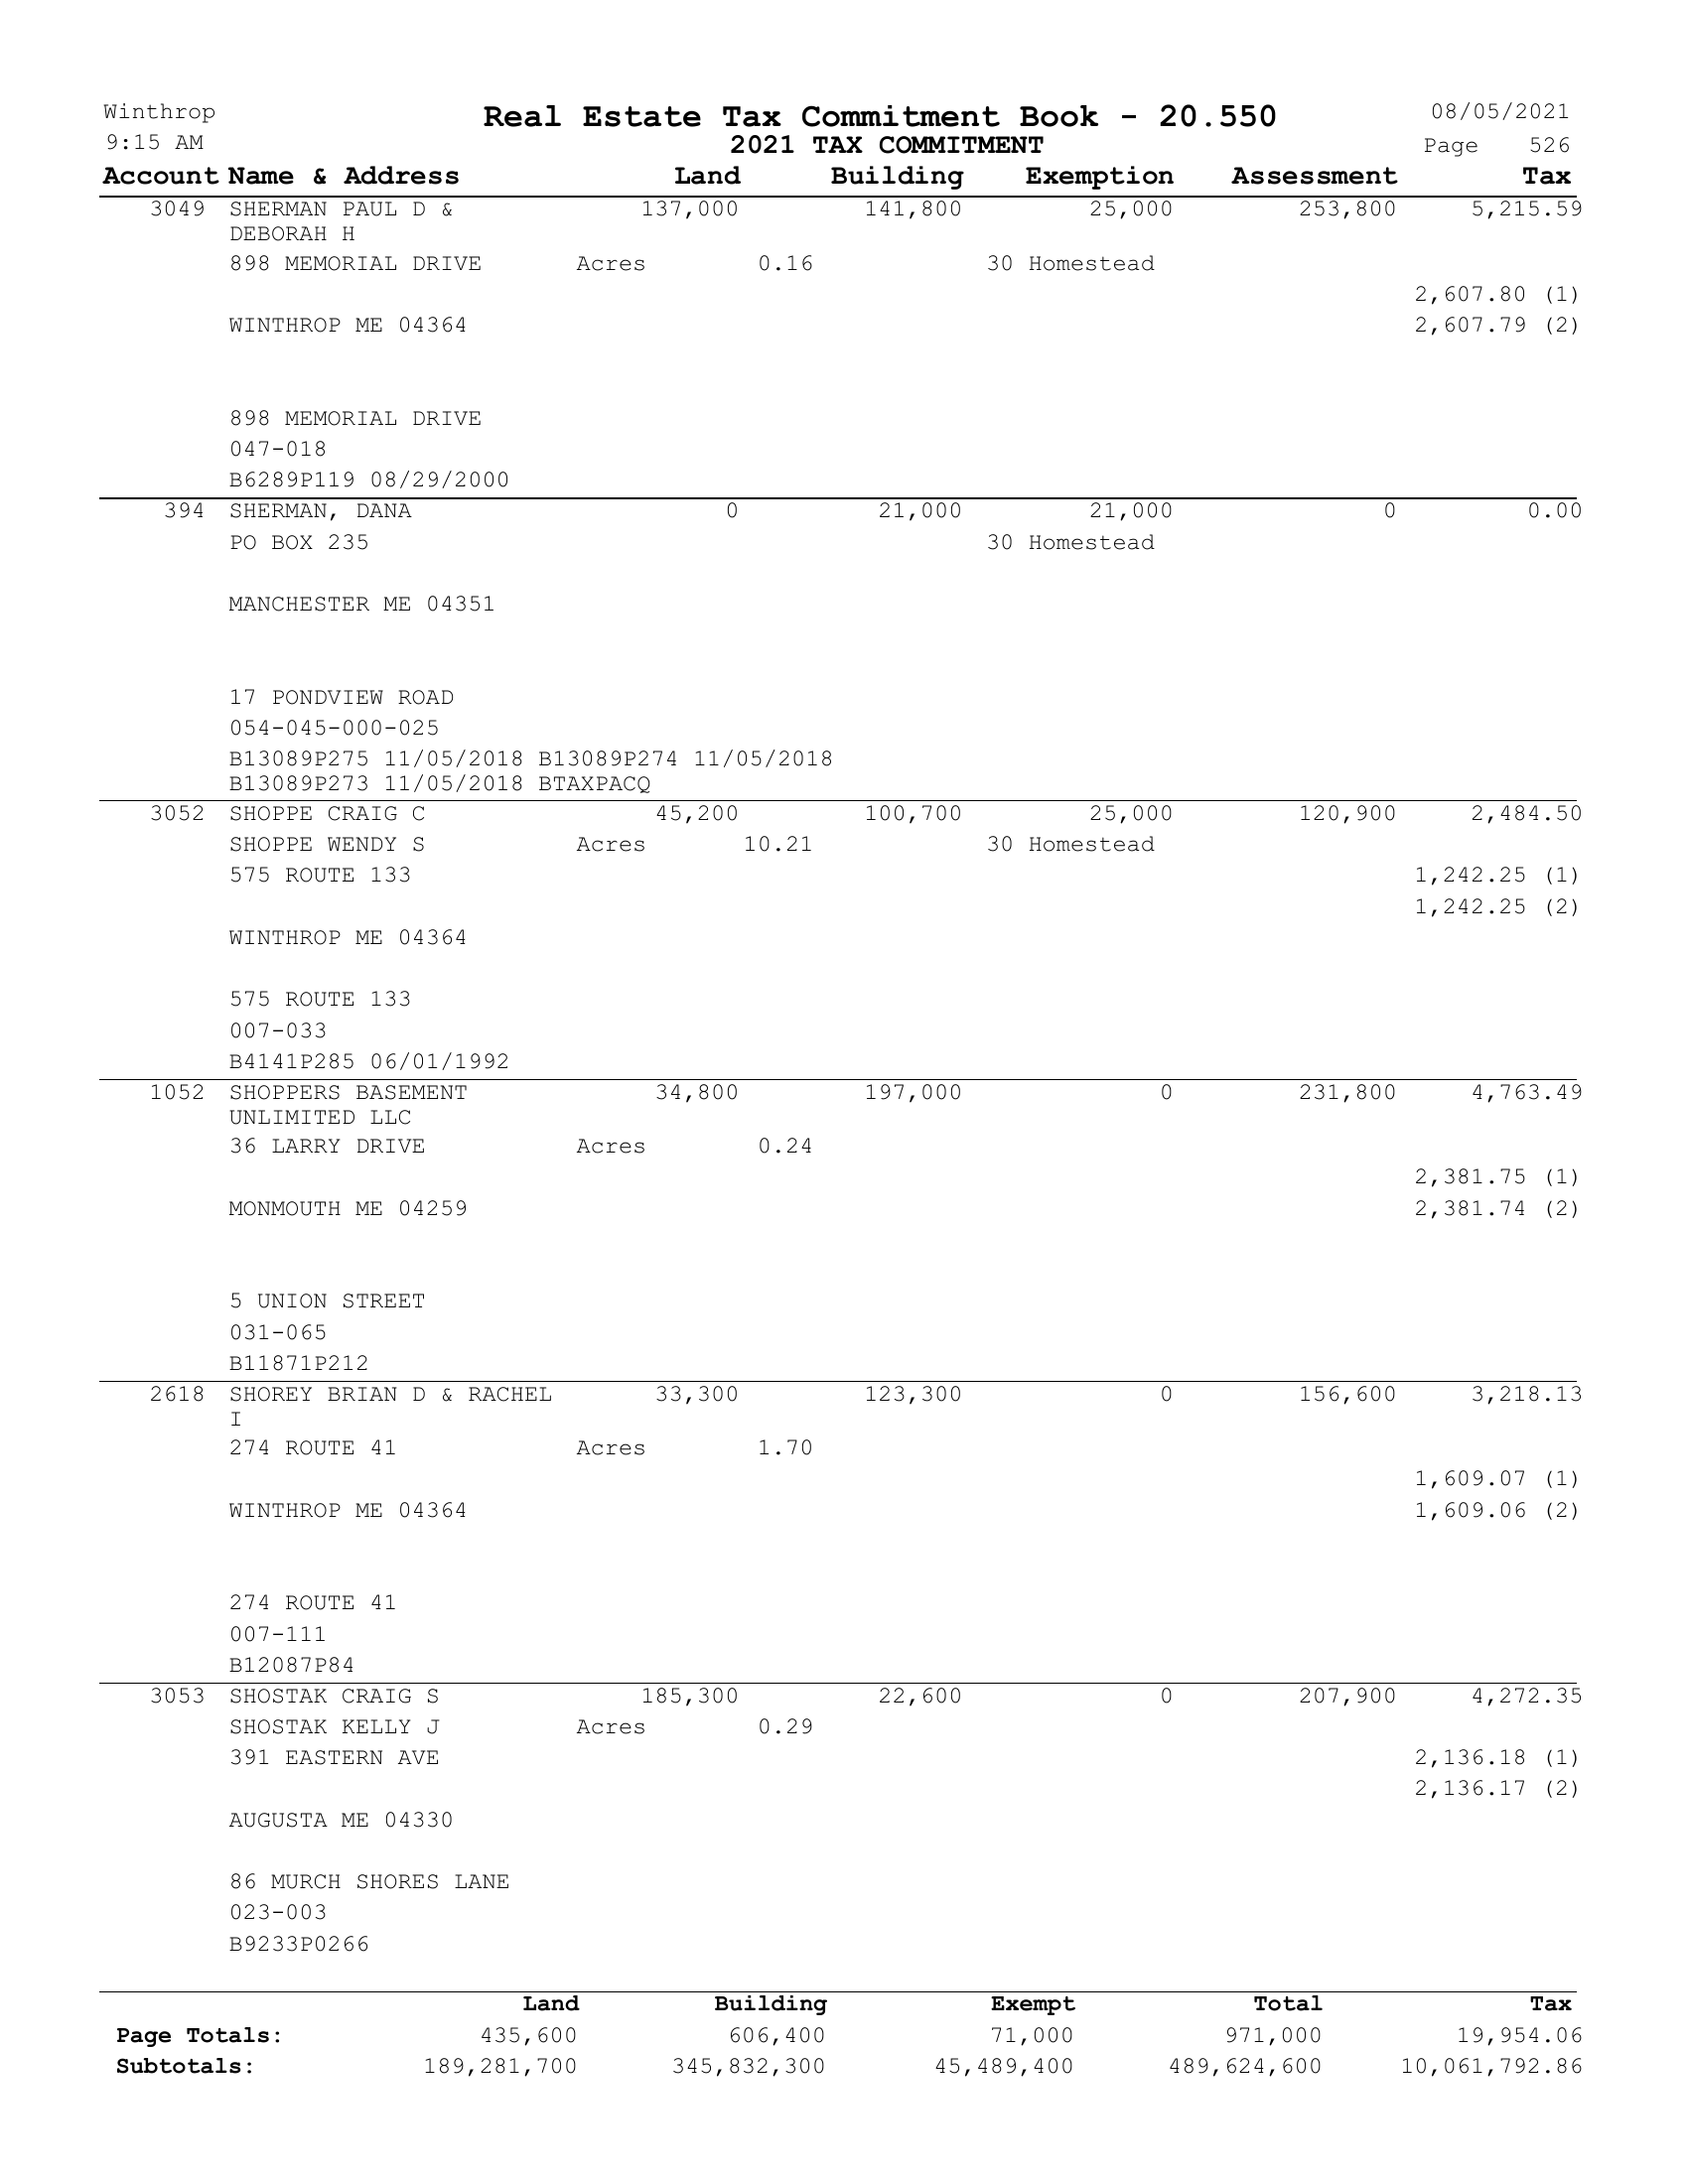 Winthrop Real Estate Tax Commitment Book - 20.550 08/05/2021
9:15 AM 2021 TAX COMMITMENT Page 526
Account Name & Address Land Building Exemption Assessment Tax
3049 SHERMAN PAUL D & 137,000 141,800 25,000 253,800 5,215.59
DEBORAH H
898 MEMORIAL DRIVE Acres 0.16 30 Homestead
2,607.80 (1)
WINTHROP ME 04364 2,607.79 (2)
898 MEMORIAL DRIVE
047-018
B6289P119 08/29/2000
394 SHERMAN, DANA 0 21,000 21,000 0 0.00
PO BOX 235 30 Homestead
MANCHESTER ME 04351
17 PONDVIEW ROAD
054-045-000-025
B13089P275 11/05/2018 B13089P274 11/05/2018
B13089P273 11/05/2018 BTAXPACQ
3052 SHOPPE CRAIG C 45,200 100,700 25,000 120,900 2,484.50
SHOPPE WENDY S Acres 10.21 30 Homestead
575 ROUTE 133 1,242.25 (1)
1,242.25 (2)
WINTHROP ME 04364
575 ROUTE 133
007-033
B4141P285 06/01/1992
1052 SHOPPERS BASEMENT 34,800 197,000 0 231,800 4,763.49
UNLIMITED LLC
36 LARRY DRIVE Acres 0.24
2,381.75 (1)
MONMOUTH ME 04259 2,381.74 (2)
5 UNION STREET
031-065
B11871P212
2618 SHOREY BRIAN D & RACHEL 33,300 123,300 0 156,600 3,218.13
I
274 ROUTE 41 Acres 1.70
1,609.07 (1)
WINTHROP ME 04364 1,609.06 (2)
274 ROUTE 41
007-111
B12087P84
3053 SHOSTAK CRAIG S 185,300 22,600 0 207,900 4,272.35
SHOSTAK KELLY J Acres 0.29
391 EASTERN AVE 2,136.18 (1)
2,136.17 (2)
AUGUSTA ME 04330
86 MURCH SHORES LANE
023-003
B9233P0266
Land Building Exempt Total Tax
Page Totals: 435,600 606,400 71,000 971,000 19,954.06
Subtotals: 189,281,700 345,832,300 45,489,400 489,624,600 10,061,792.86